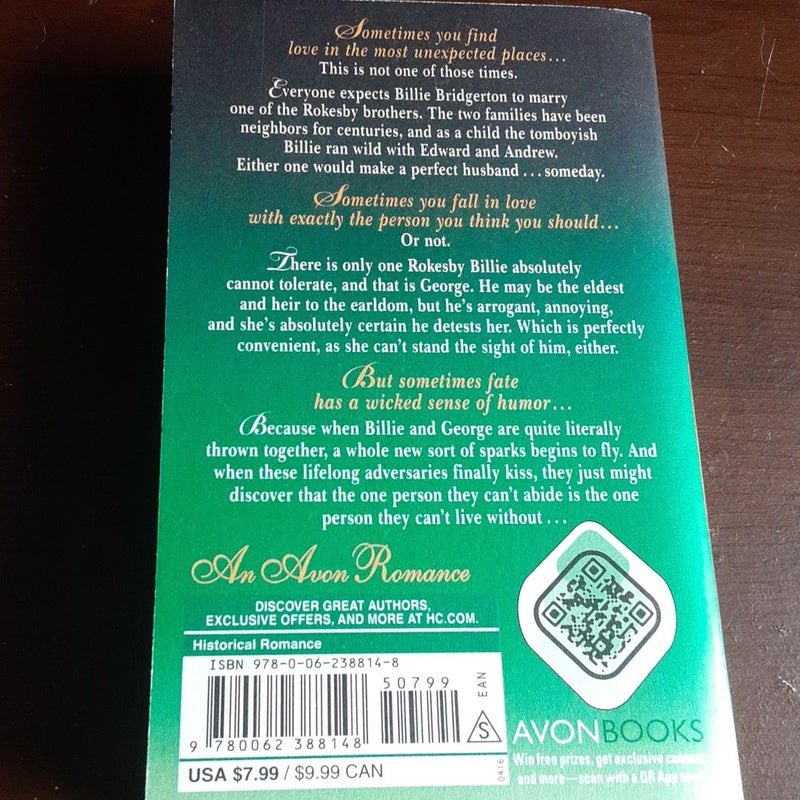 Sometimes you find
love in the most unexpected places...
This is not one of those times.
Everyone expects Billie Bridgerton to marry
one of the Rokesby brothers. The two families have been
neighbors for centuries, and as a child the tomboyish
Billie ran wild with Edward and Andrew.
Either one would make a perfect husband...someday.
Sometimes you fall in love
with exactly the person you think you should...
Or not.
There is only one Rokesby Billie absolutely
cannot tolerate, and that is George. He may be the eldest
and heir to the earldom, but he's arrogant, annoying,
and she's absolutely certain he detests her. Which is perfectly
convenient, as she can't stand the sight of him, either.
But sometimes fate
has a wicked sense of humor...
Because when Billie and George are quite literally
thrown together, a whole new sort of sparks begins to fly. And
when these lifelong adversaries finally kiss, they just might
discover that the one person they can't abide is the one
person they can't live without...
An Avon Romance
DISCOVER GREAT AUTHORS,
EXCLUSIVE OFFERS, AND MORE AT HC.COM.
Historical Romance
ISBN 978-0-06-238814-8
50799
EAN
S
9 780062 388148
0416
USA $7.99 / $9.99 CAN
AVONBOOKS
Win free prizes, get exclusive
and more—scan with a QR App